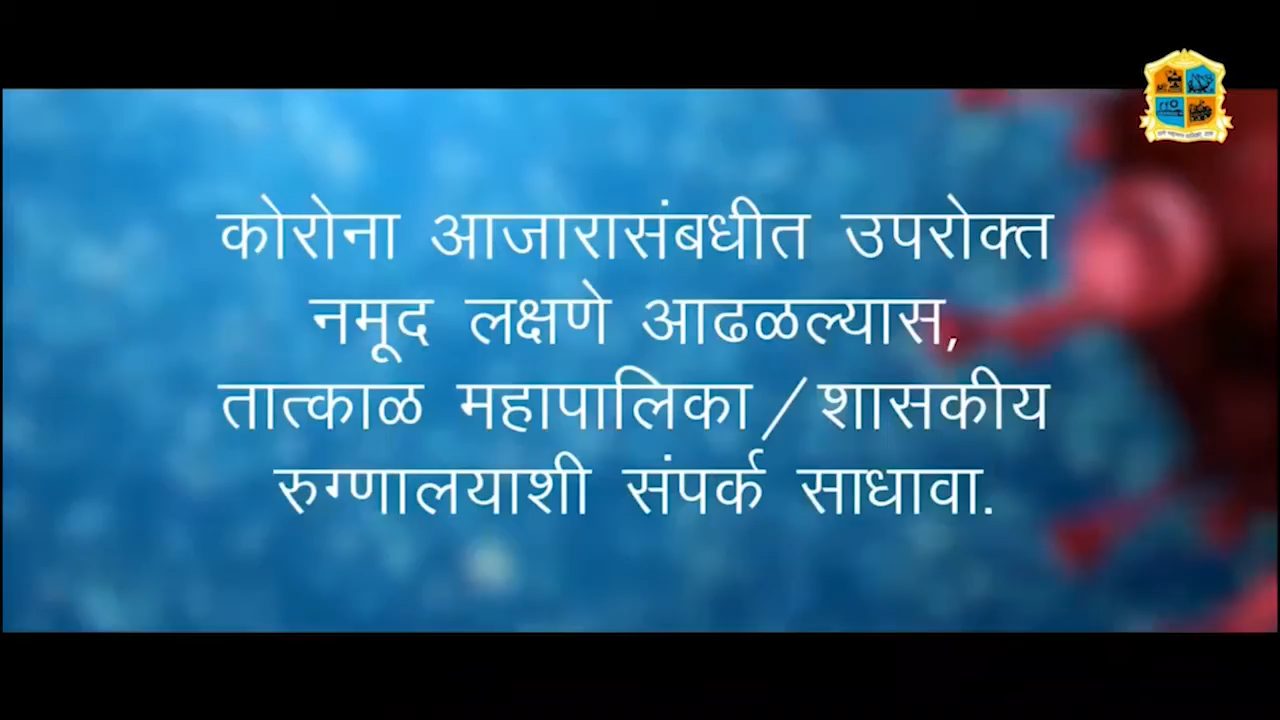 कोरोना आजारासंबधीत उपरोक्त
नमूद लक्षणे आढळल्यास,
तात्काळ महापालिका/शासकीय
रुग्णालयाशी संपर्क साधावा.